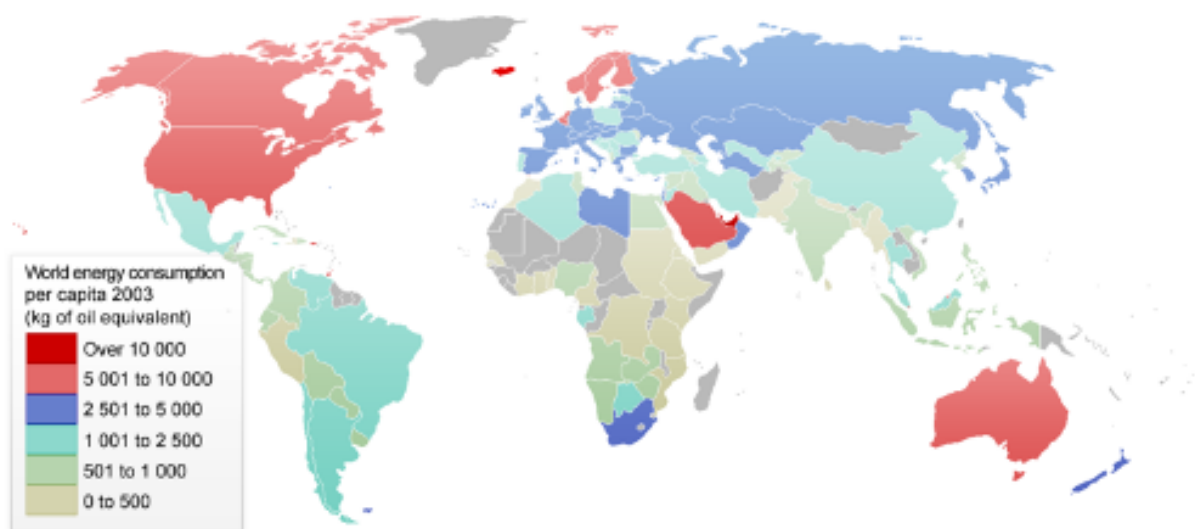 World energy consumption
per capita 2003
(kg of oil equivalent)
Over 10 000
5 001 to 10 000
2 501 to 5 000
1 001 to 2 500
501 to 1 000
0 to 500